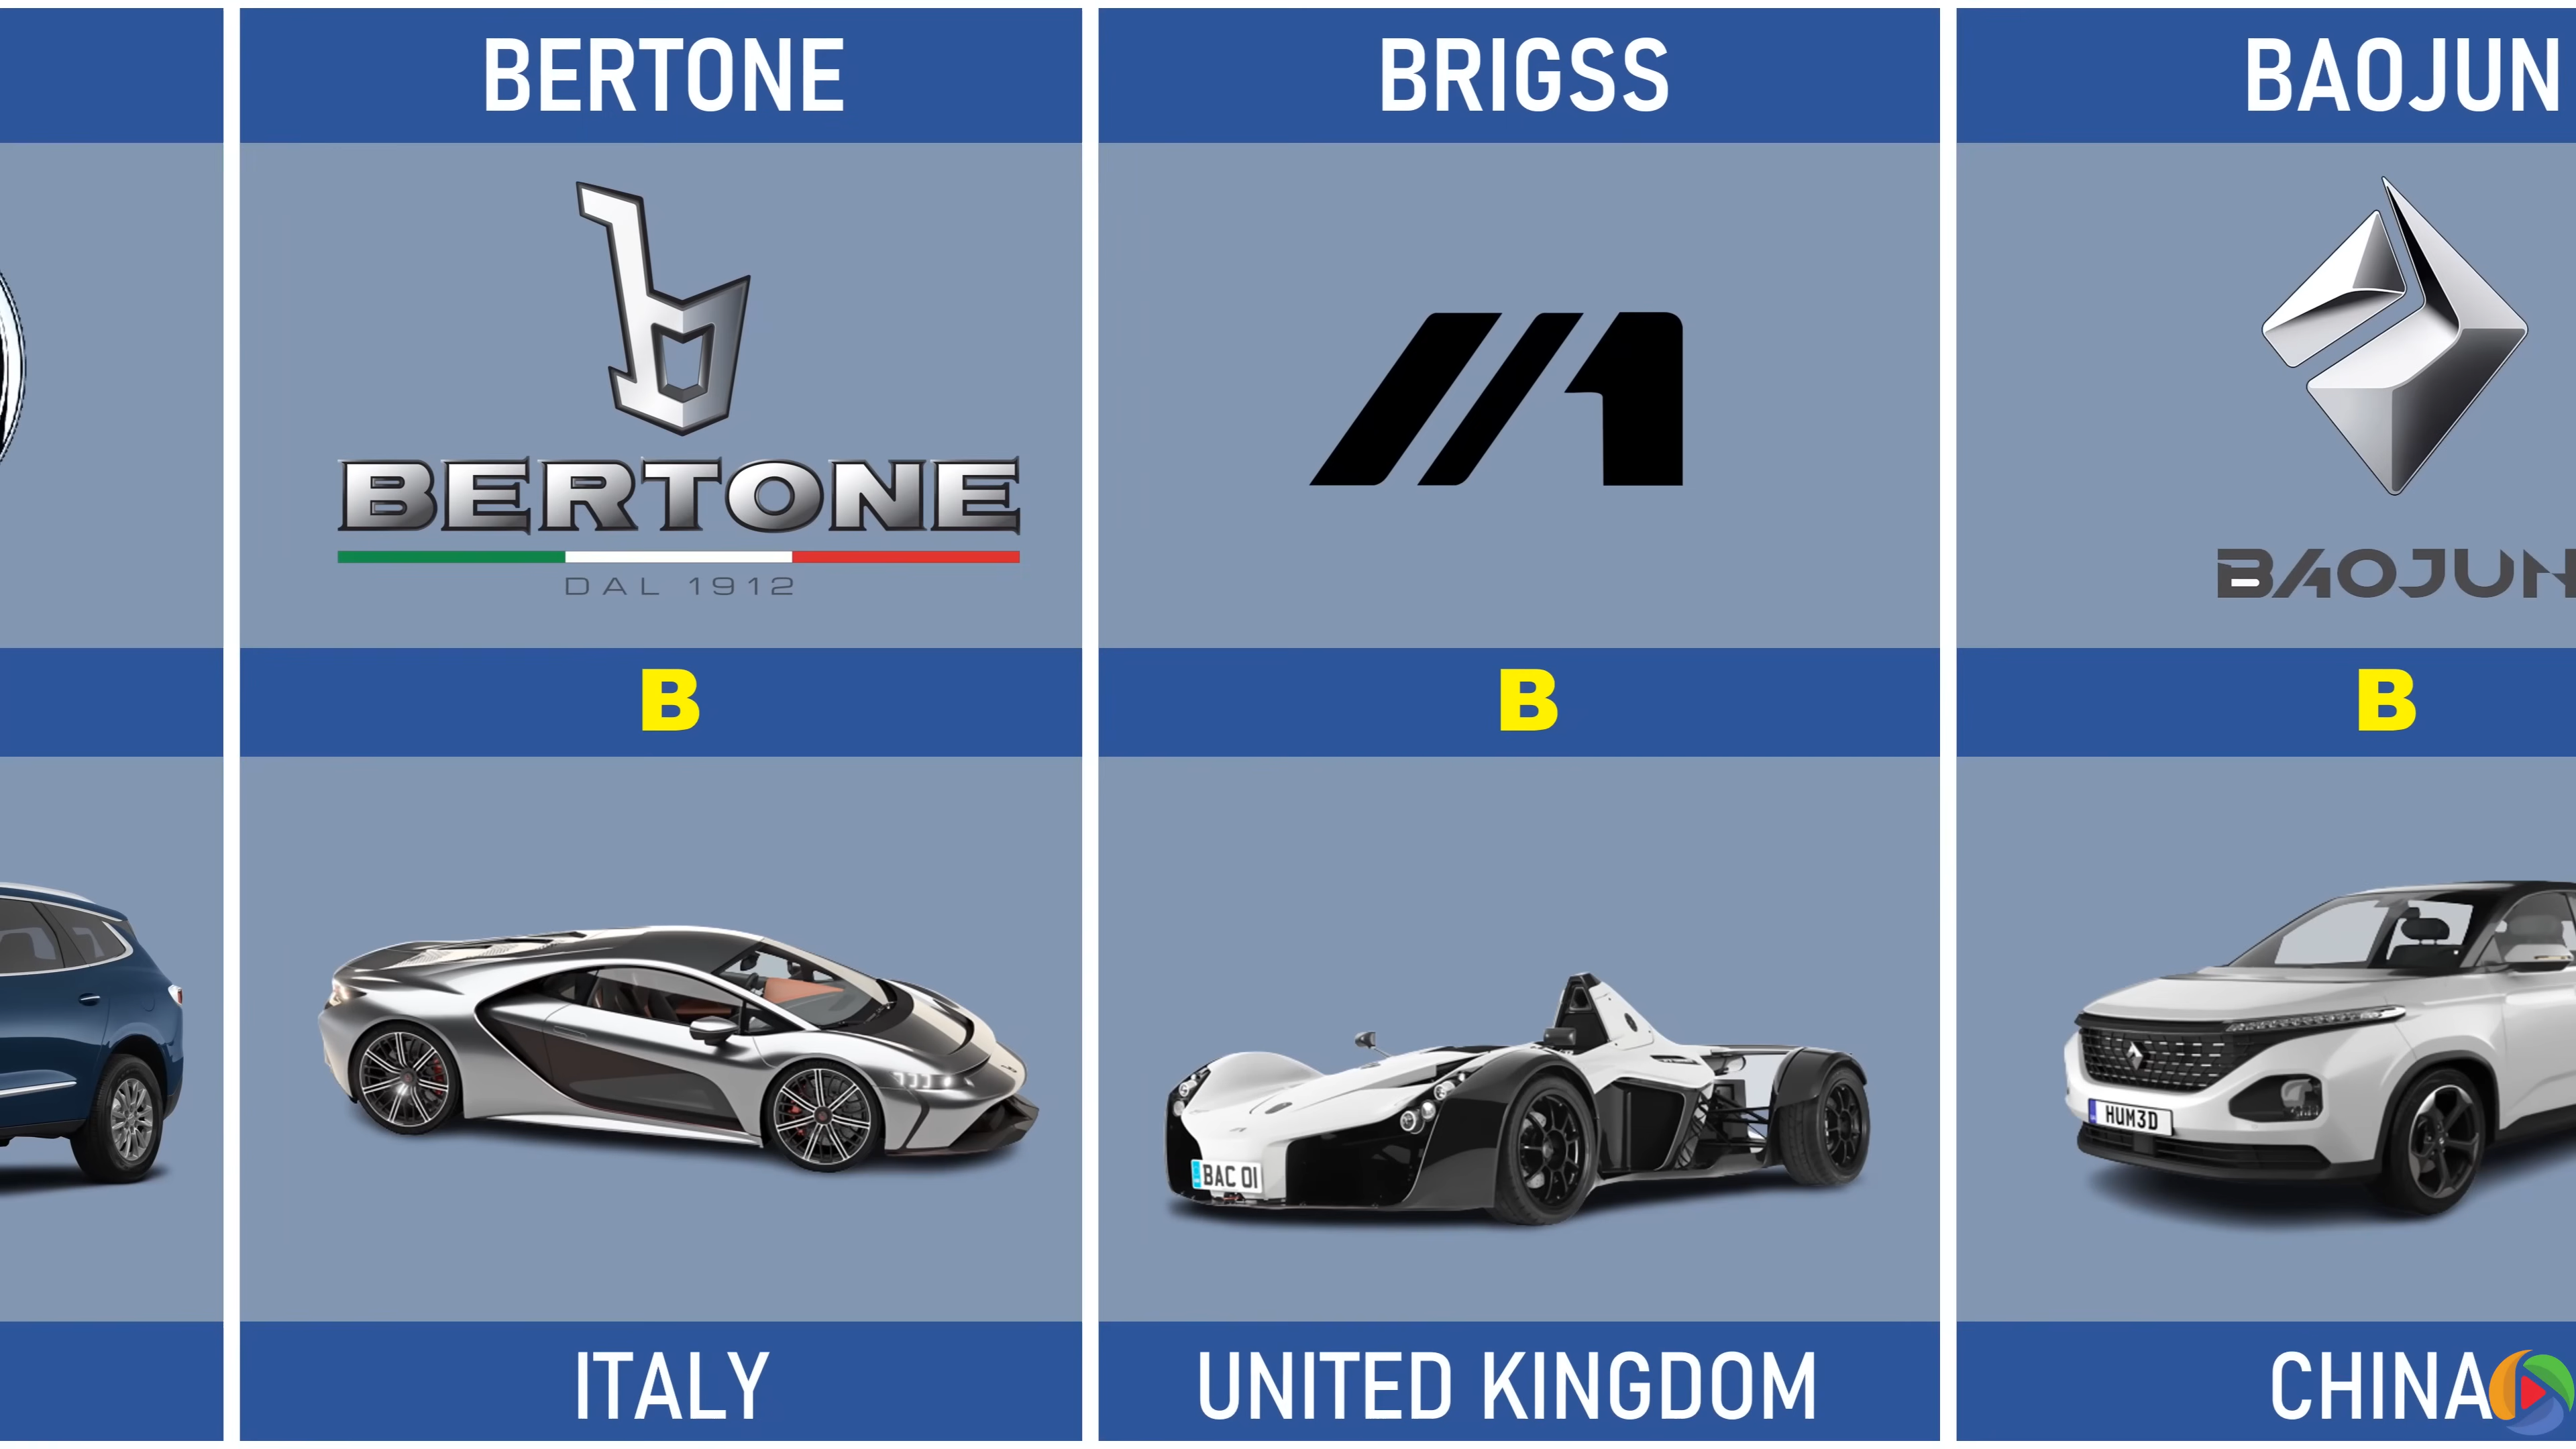 BERTONE
BERTONE
DAL 1912
B
ITALY
BRIGSS
B
BAC 01
UNITED KINGDOM
BAOJUN
BAOJUN
B
HUM3D
CHINA